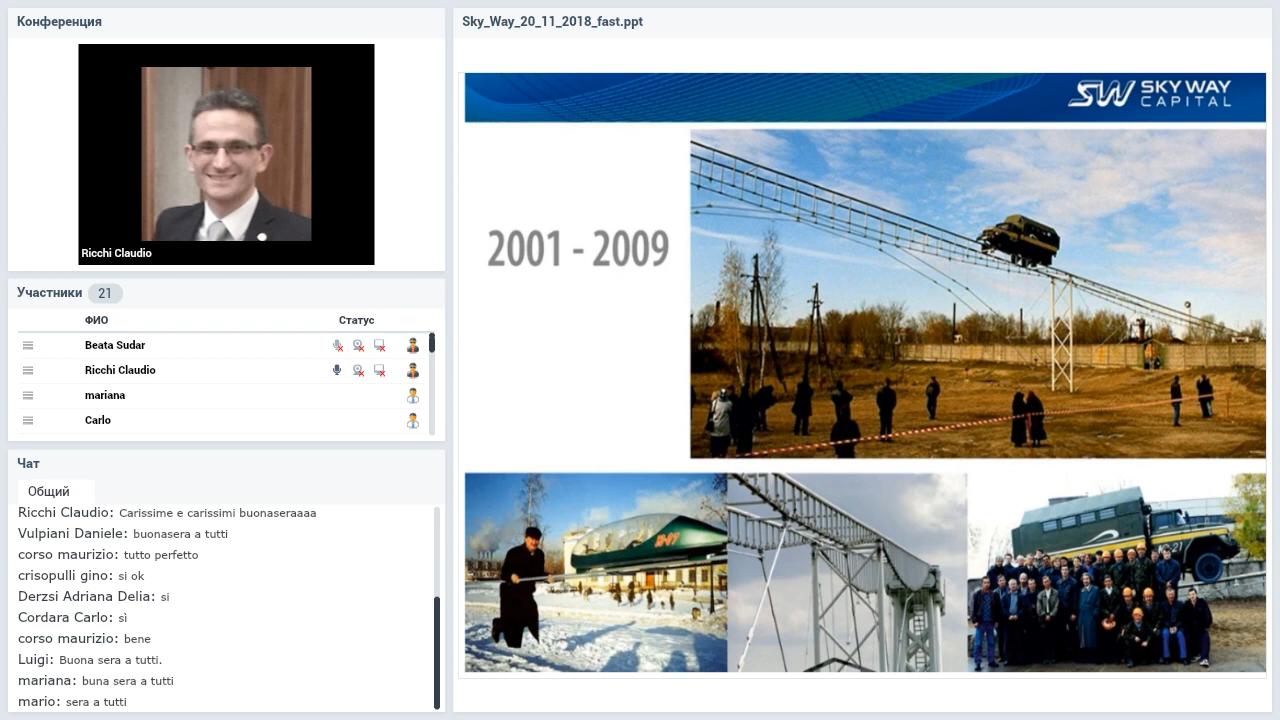 Конференция
Ricchi Claudio
Участники 21
ФИО Статус
Beata Sudar
Ricchi Claudio
mariana
Carlo
Чат
Общий
Ricchi Claudio: Carissime e carissimi buonaseraaaa
Vulpiani Daniele: buonasera a tutti
corso maurizio: tutto perfetto
crisopulli gino: si ok
Derzsi Adriana Delia: si
Cordara Carlo: sì
corso maurizio: bene
Luigi: Buona sera a tutti.
mariana: buna sera a tutti
mario: sera a tutti
Sky_Way_20_11_2018_fast.ppt
SW SKY WAY
CAPITAL
2001 - 2009